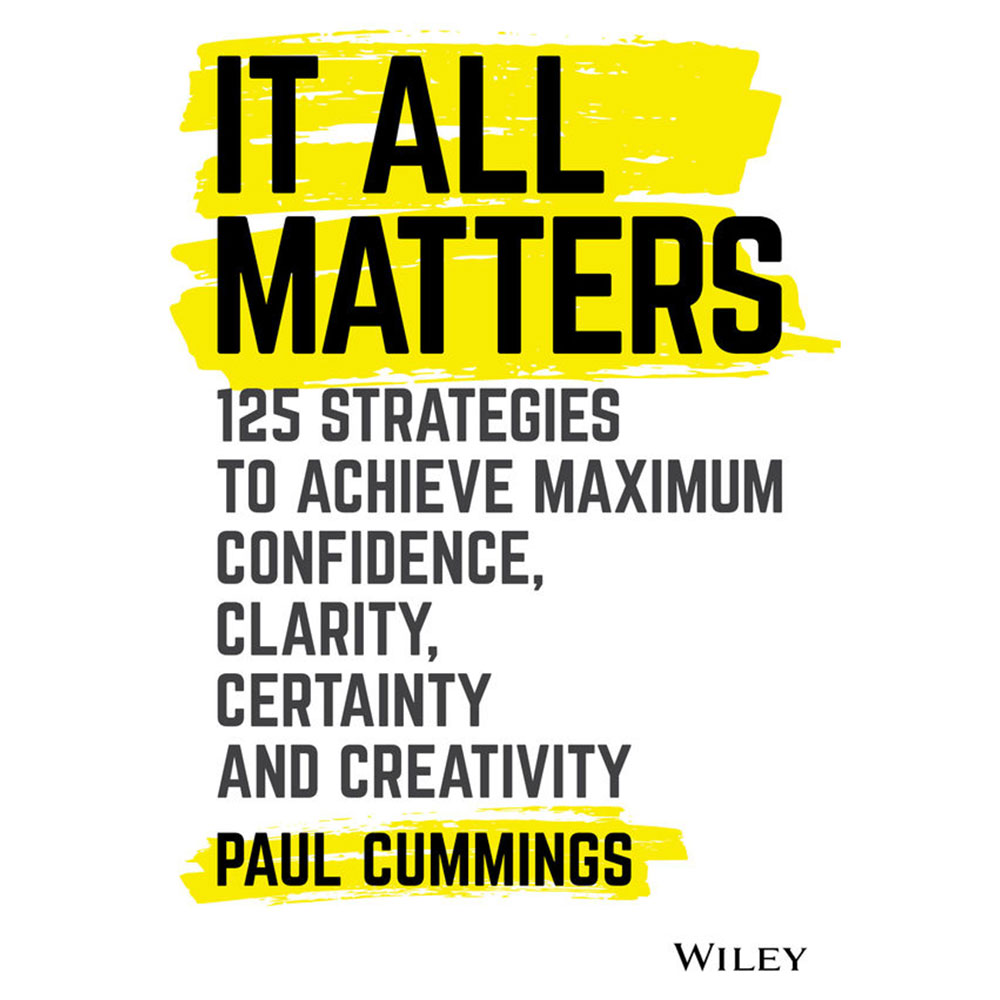 IT ALL
MATTERS
125 STRATEGIES
TO ACHIEVE MAXIMUM
CONFIDENCE,
CLARITY,
CERTAINTY
AND CREATIVITY
PAUL CUMMINGS
WILEY